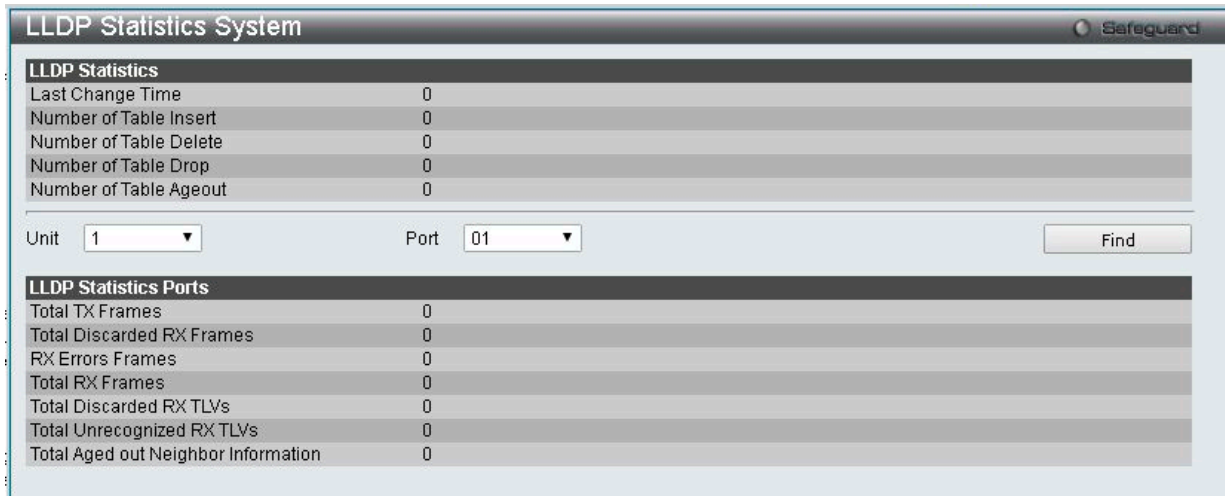 LLDP Statistics System Safeguard
LLDP Statistics
Last Change Time 0
Number of Table Insert 0
Number of Table Delete 0
Number of Table Drop 0
Number of Table Ageout 0
Unit 1 Port 01 Find
LLDP Statistics Ports
Total TX Frames 0
Total Discarded RX Frames 0
RX Errors Frames 0
Total RX Frames 0
Total Discarded RX TLVs 0
Total Unrecognized RX TLVs 0
Total Aged out Neighbor Information 0